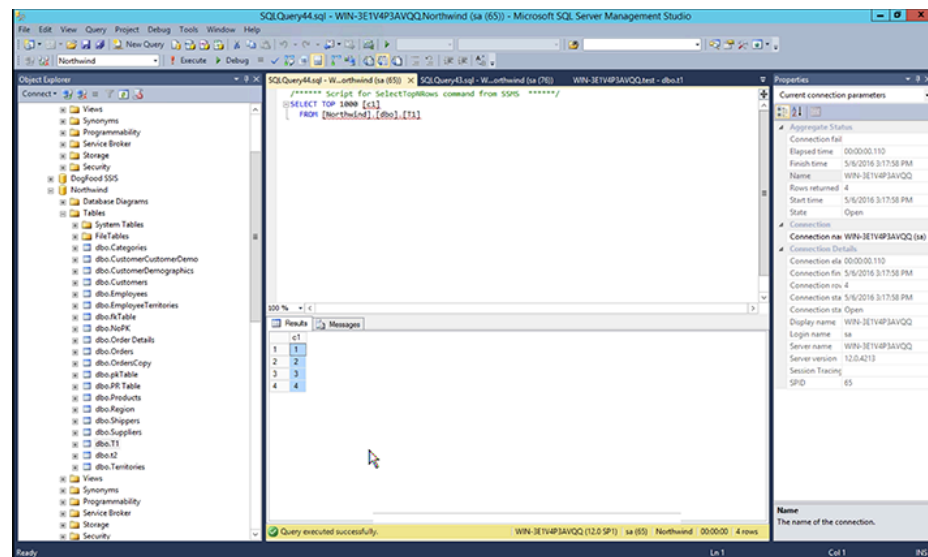 SQLQuery44.sql - WIN-3E1V4P3AVQQ.Northwind (sa (65)) - Microsoft SQL Server Management Studio
File Edit View Query Project Debug Tools Window Help
New Query
Northwind Execute Debug
Object Explorer
Connect
Views
Synonyms
Programmability
Service Broker
Storage
Security
DogFood SSIS
Northwind
Database Diagrams
Tables
System Tables
FileTables
dbo.Categories
dbo.CustomerCustomerDemo
dbo.CustomerDemographics
dbo.Customers
dbo.Employees
dbo.EmployeeTerritories
dbo.fkTable
dbo.NoPK
dbo.Order Details
dbo.Orders
dbo.OrdersCopy
dbo.pkTable
dbo.PR Table
dbo.Products
dbo.Region
dbo.Shippers
dbo.Suppliers
dbo.T1
dbo.t2
dbo.Territories
Views
Synonyms
Programmability
Service Broker
Storage
Security
SQLQuery44.sql - W...orthwind (sa (65)) SQLQuery43.sql - W...orthwind (sa (76)) WIN-3E1V4P3AVQQ.test - dbo.t1
/****** Script for SelectTopNRows command from SSMS ******/
SELECT TOP 1000 [c1]
FROM [Northwind].[dbo].[T1]
100 %
Results Messages
c1
1 1
2 2
3 3
4 4
Query executed successfully. WIN-3E1V4P3AVQQ (12.0 SP1) sa (65) Northwind 00:00:00 4 rows
Properties
Current connection parameters
Aggregate Status
Connection fail
Elapsed time 00:00:00.110
Finish time 5/6/2016 3:17:58 PM
Name WIN-3E1V4P3AVQQ
Rows returned 4
Start time 5/6/2016 3:17:58 PM
State Open
Connection
Connection na WIN-3E1V4P3AVQQ (sa)
Connection Details
Connection ela 00:00:00.110
Connection fin 5/6/2016 3:17:58 PM
Connection rov 4
Connection sta 5/6/2016 3:17:58 PM
Connection sta Open
Display name WIN-3E1V4P3AVQQ
Login name sa
Server name WIN-3E1V4P3AVQQ
Server version 12.0.4213
Session Tracing
SPID 65
Name
The name of the connection.
Ready Ln 1 Col 1 INS